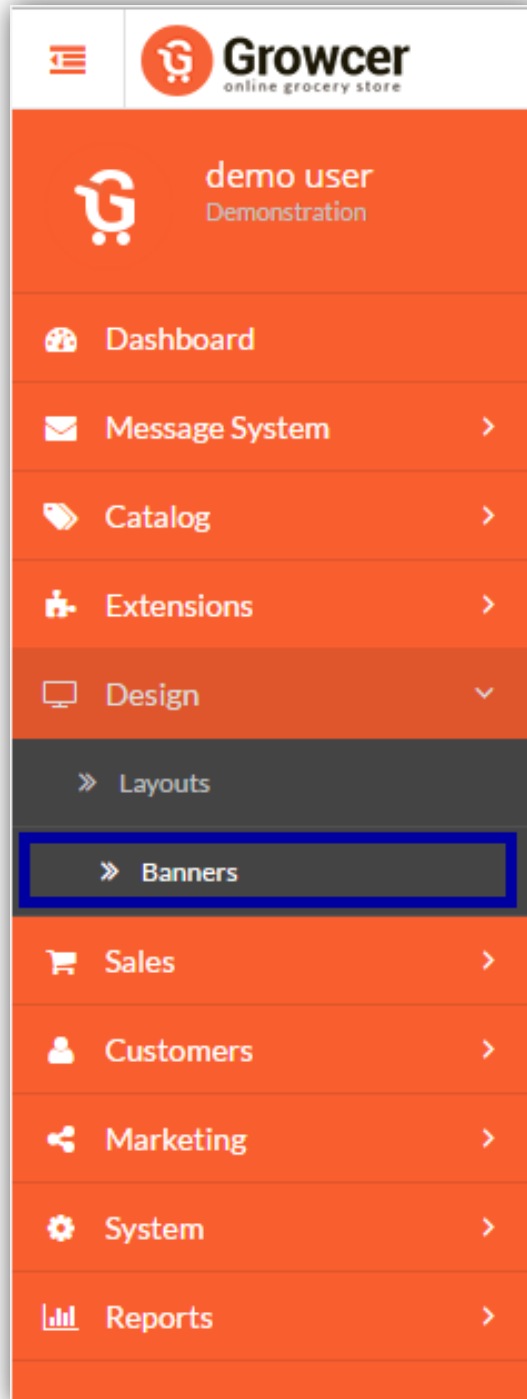 Growcer
online grocery store
demo user
Demonstration
Dashboard
Message System
Catalog
Extensions
Design
Layouts
Banners
Sales
Customers
Marketing
System
Reports